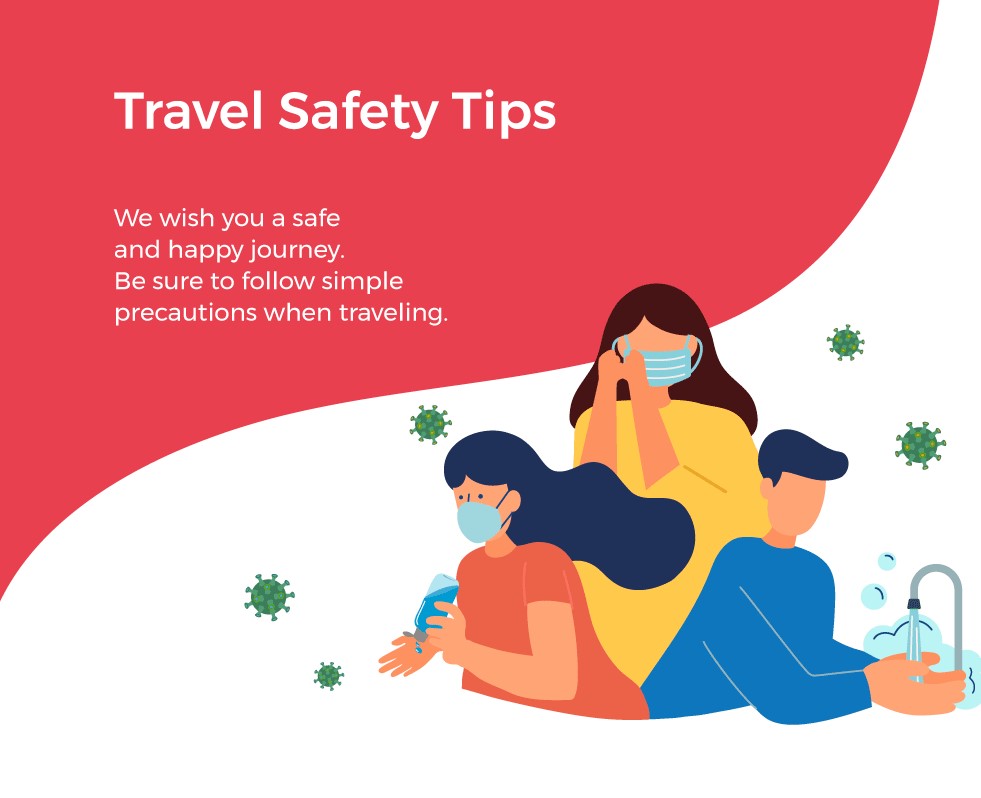 Travel Safety Tips
We wish you a safe
and happy journey.
Be sure to follow simple
precautions when traveling.